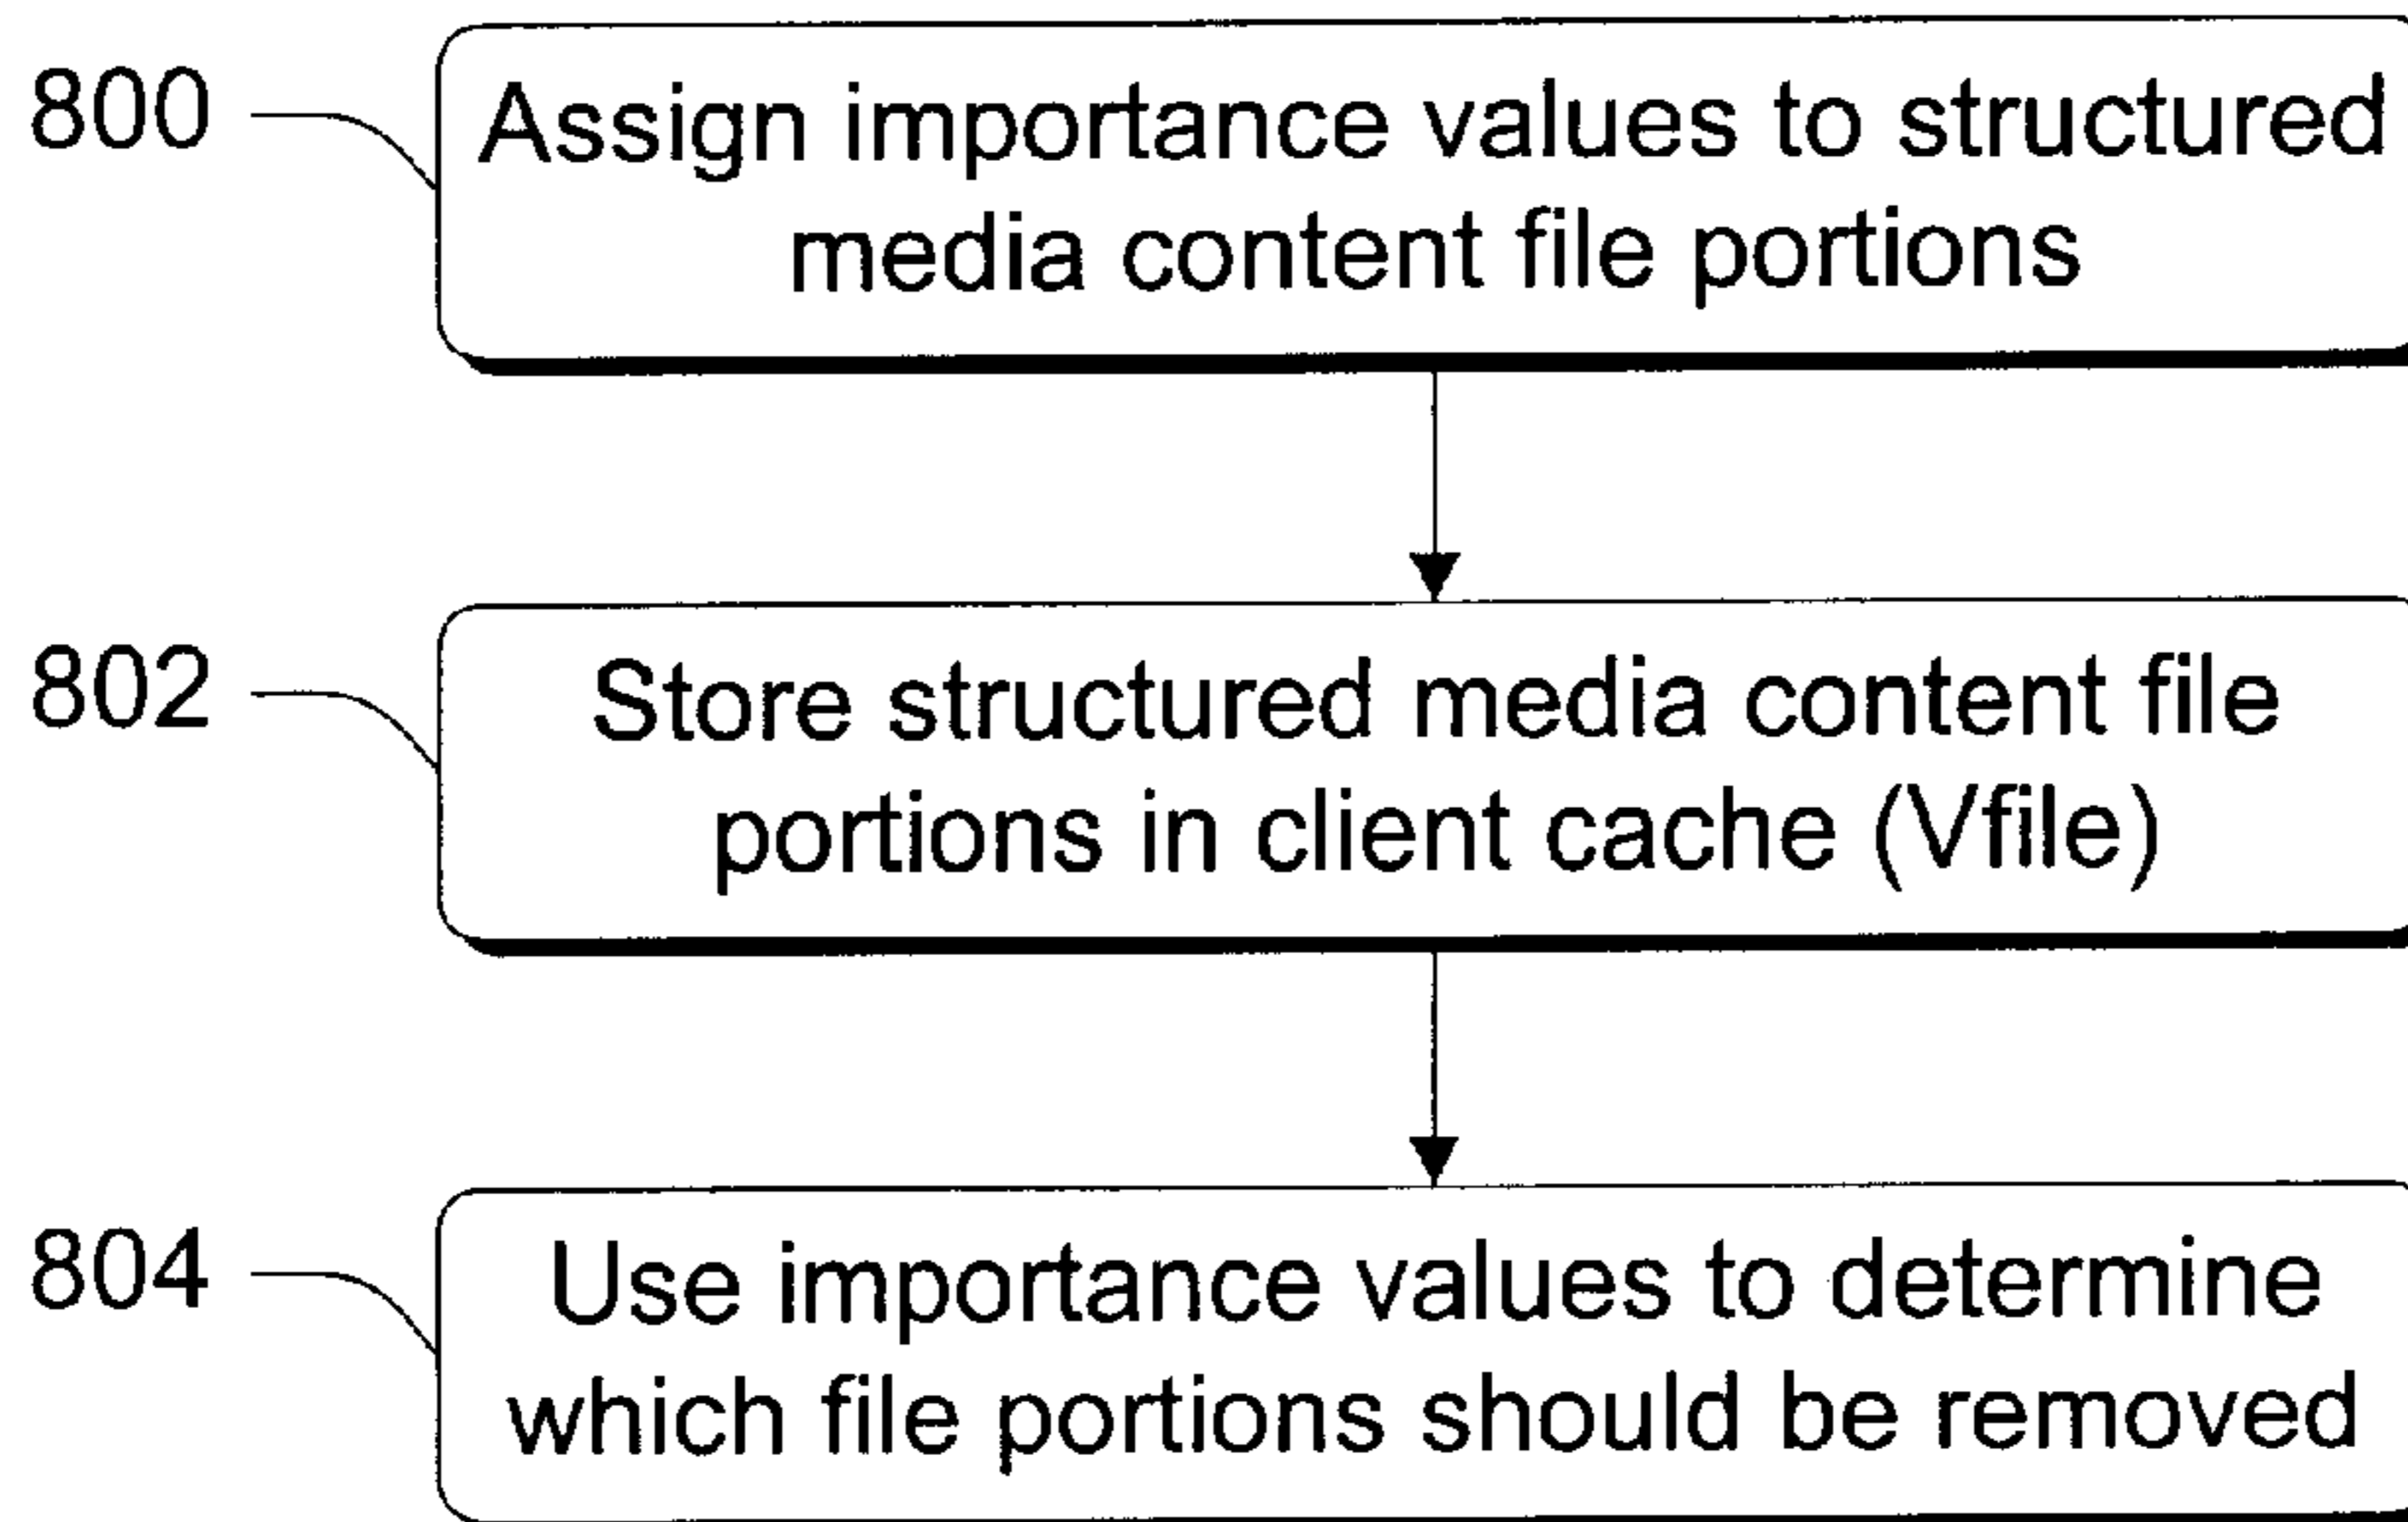 800
Assign importance values to structured
media content file portions
802
Store structured media content file
portions in client cache (Vfile)
804
Use importance values to determine
which file portions should be removed